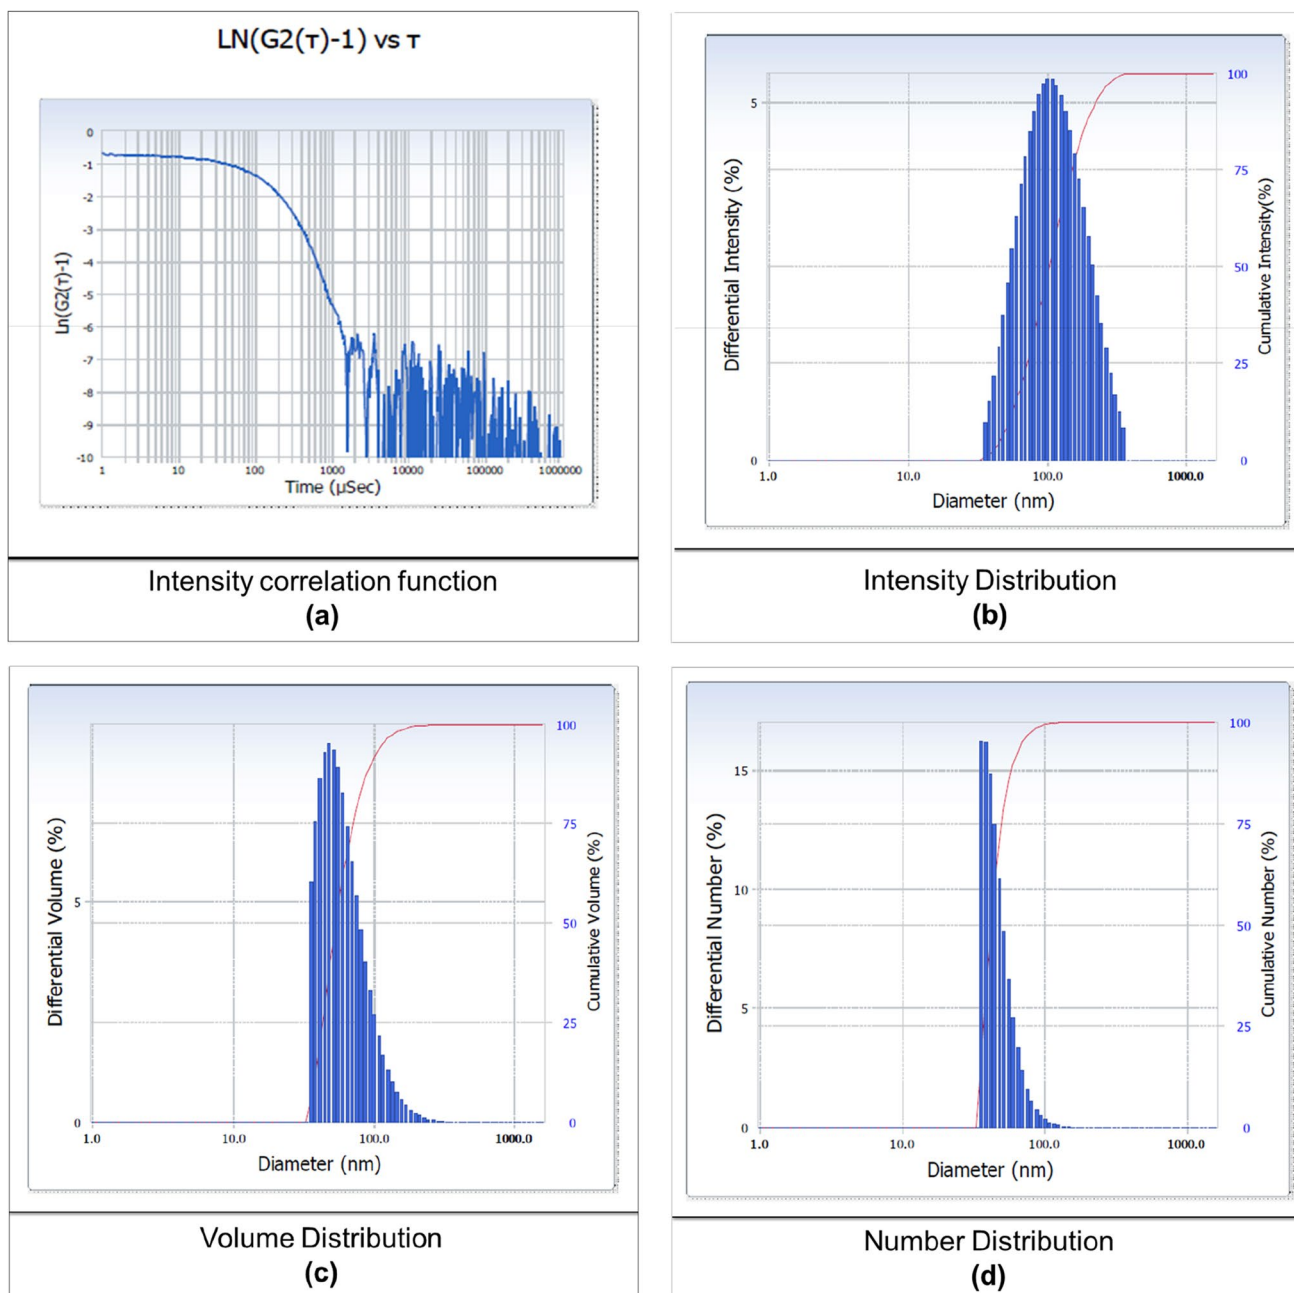 LN(G2(τ)-1) vs τ
Ln(G2(τ)-1)
0
-1
-2
-3
-4
-5
-6
-7
-8
-9
-10
1
10
100
1000
10000
100000
1000000
Time (µSec)
Intensity correlation function
(a)
Differential Intensity (%)
5
0
100
75
50
25
0
Cumulative Intensity(%)
1.0
10.0
100.0
1000.0
Diameter (nm)
Intensity Distribution
(b)
Differential Volume (%)
5
0
100
75
50
25
0
Cumulative Volume (%)
1.0
10.0
100.0
1000.0
Diameter (nm)
Volume Distribution
(c)
Differential Number (%)
15
10
5
0
100
75
50
25
0
Cumulative Number (%)
1.0
10.0
100.0
1000.0
Diameter (nm)
Number Distribution
(d)